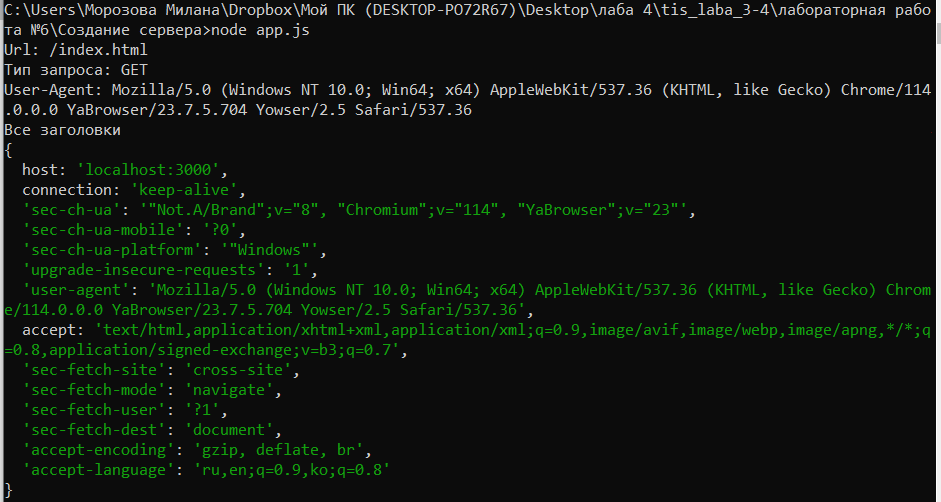 C:\Users\Морозова Милана\Dropbox\Мой ПК (DESKTOP-PO72R67)\Desktop\лаба 4\tis_laba_3-4\лабораторная рабо
та №6\Создание сервера>node app.js
Url: /index.html
Тип запроса: GET
User-Agent: Mozilla/5.0 (Windows NT 10.0; Win64; x64) AppleWebKit/537.36 (KHTML, like Gecko) Chrome/114
.0.0.0 YaBrowser/23.7.5.704 Yowser/2.5 Safari/537.36
Все заголовки
{
  host: 'localhost:3000',
  connection: 'keep-alive',
  'sec-ch-ua': '"Not.A/Brand";v="8", "Chromium";v="114", "YaBrowser";v="23"',
  'sec-ch-ua-mobile': '?0',
  'sec-ch-ua-platform': '"Windows"',
  'upgrade-insecure-requests': '1',
  'user-agent': 'Mozilla/5.0 (Windows NT 10.0; Win64; x64) AppleWebKit/537.36 (KHTML, like Gecko) Chrom
e/114.0.0.0 YaBrowser/23.7.5.704 Yowser/2.5 Safari/537.36',
  accept: 'text/html,application/xhtml+xml,application/xml;q=0.9,image/avif,image/webp,image/apng,*/*;q
=0.8,application/signed-exchange;v=b3;q=0.7',
  'sec-fetch-site': 'cross-site',
  'sec-fetch-mode': 'navigate',
  'sec-fetch-user': '?1',
  'sec-fetch-dest': 'document',
  'accept-encoding': 'gzip, deflate, br',
  'accept-language': 'ru,en;q=0.9,ko;q=0.8'
}